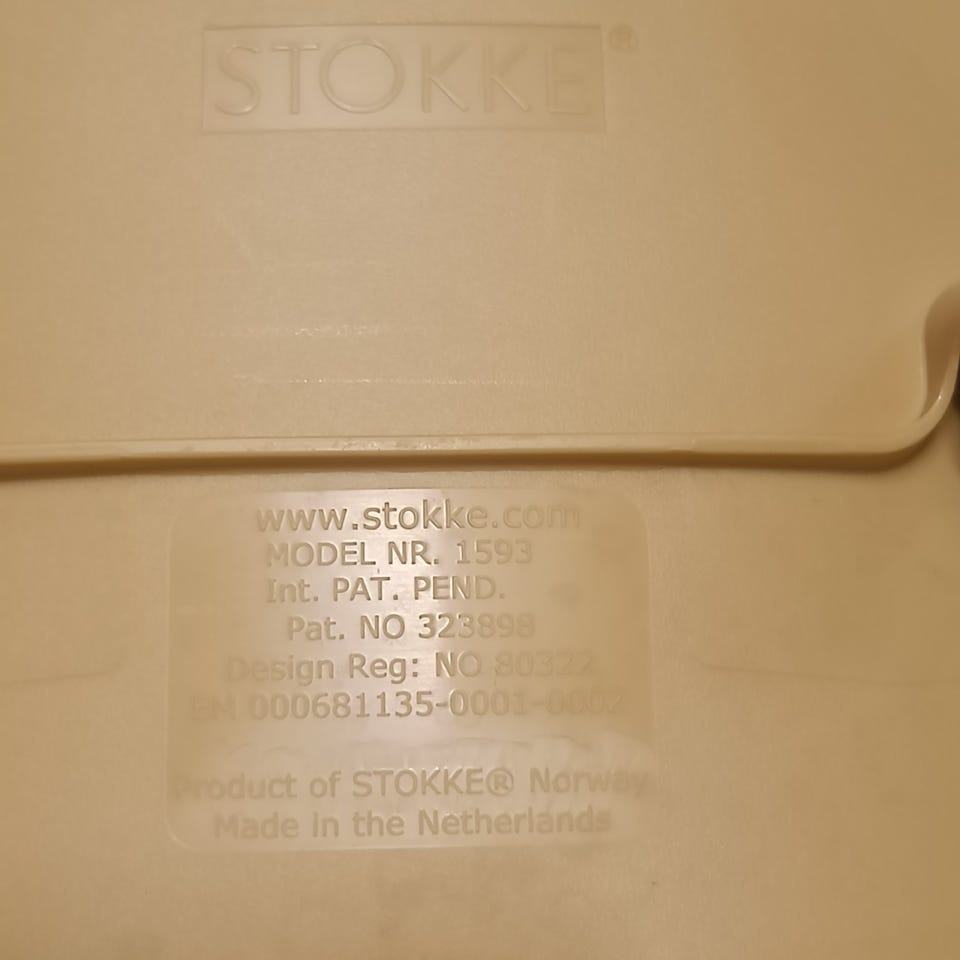 STOKKE®
www.stokke.com
MODEL NR. 1593
Int. PAT. PEND.
Pat. NO 323898
Design Reg: NO 80322
EM 000681135-0001-0002
Product of STOKKE® Norway
Made in the Netherlands